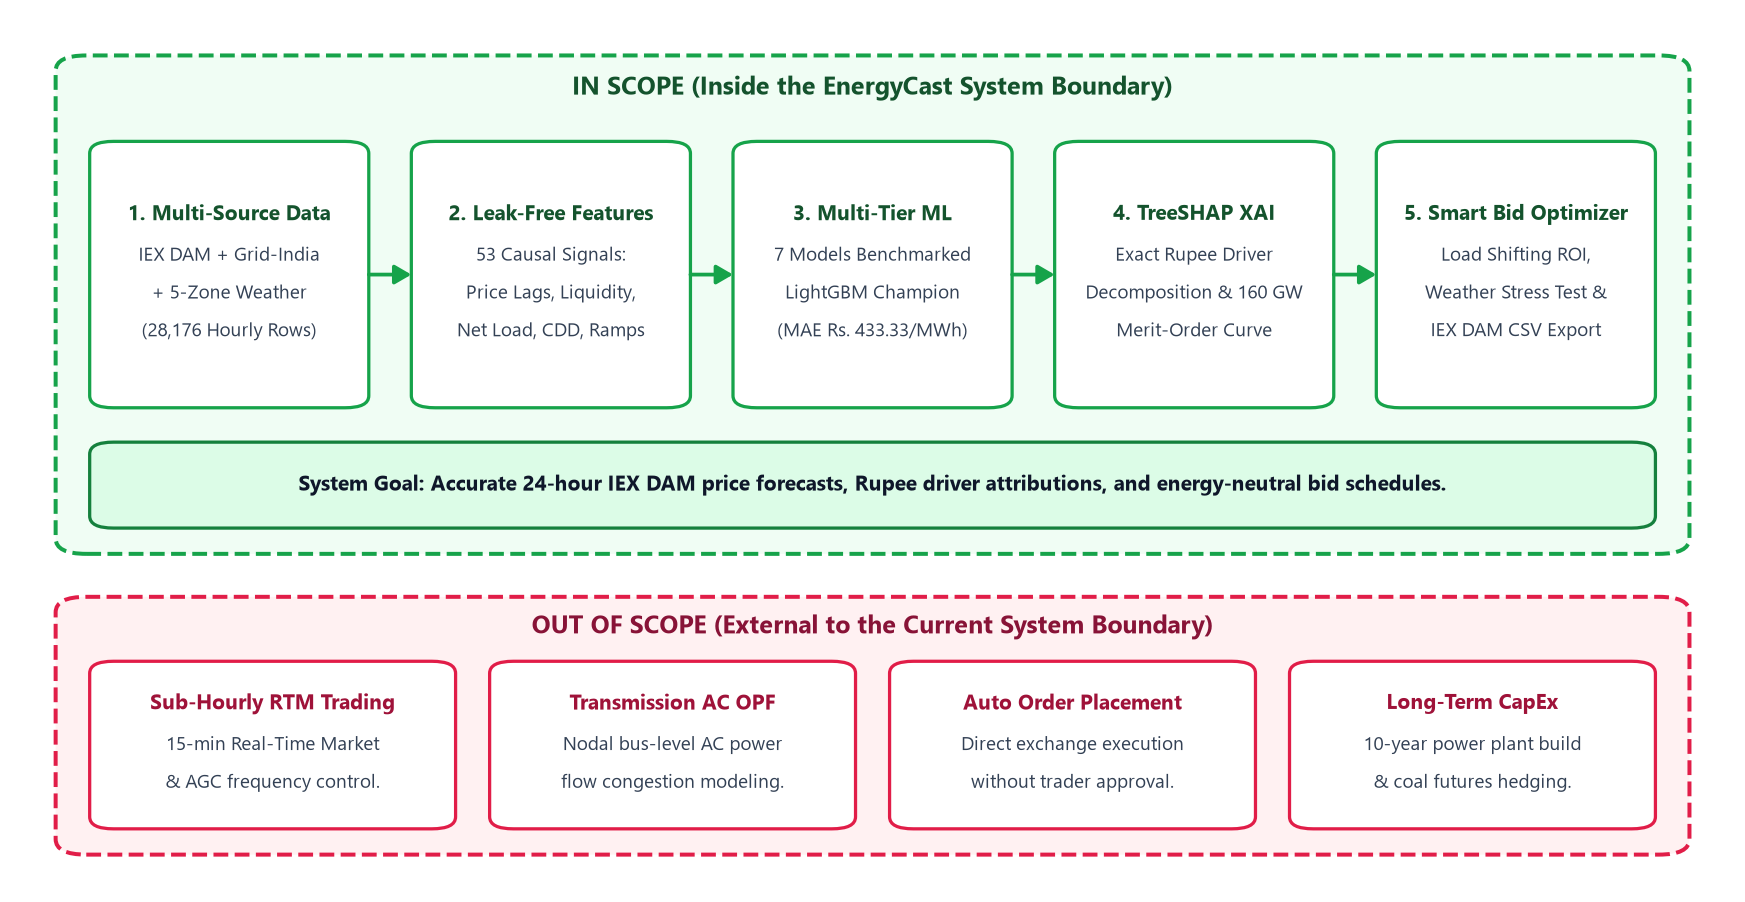 IN SCOPE (Inside the EnergyCast System Boundary)
1. Multi-Source Data
IEX DAM + Grid-India
+ 5-Zone Weather
(28,176 Hourly Rows)
2. Leak-Free Features
53 Causal Signals:
Price Lags, Liquidity,
Net Load, CDD, Ramps
3. Multi-Tier ML
7 Models Benchmarked
LightGBM Champion
(MAE Rs. 433.33/MWh)
4. TreeSHAP XAI
Exact Rupee Driver
Decomposition & 160 GW
Merit-Order Curve
5. Smart Bid Optimizer
Load Shifting ROI,
Weather Stress Test &
IEX DAM CSV Export
System Goal: Accurate 24-hour IEX DAM price forecasts, Rupee driver attributions, and energy-neutral bid schedules.
OUT OF SCOPE (External to the Current System Boundary)
Sub-Hourly RTM Trading
15-min Real-Time Market
& AGC frequency control.
Transmission AC OPF
Nodal bus-level AC power
flow congestion modeling.
Auto Order Placement
Direct exchange execution
without trader approval.
Long-Term CapEx
10-year power plant build
& coal futures hedging.